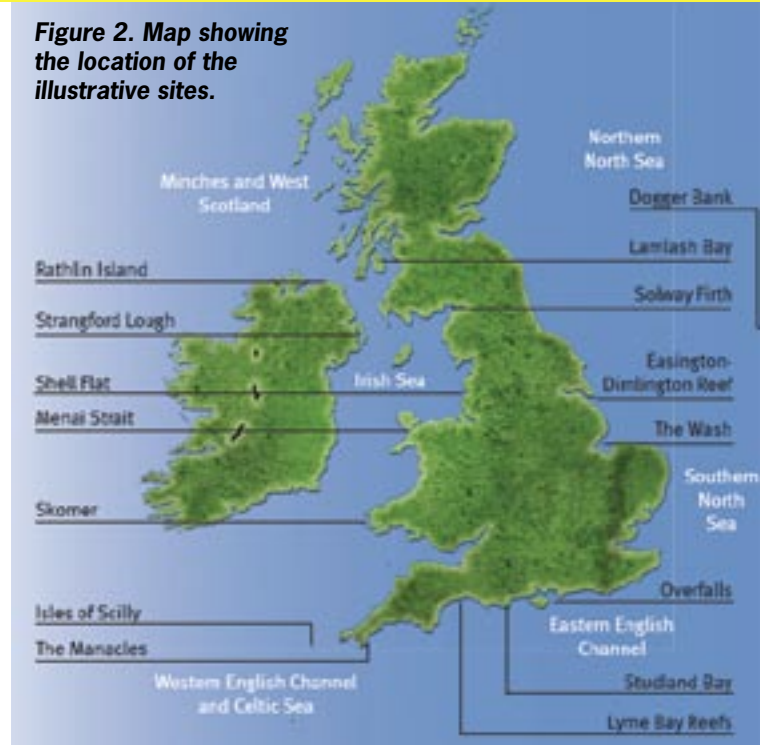 Figure 2. Map showing
the location of the
illustrative sites.
Northern
North Sea
Minches and West
Scotland
Dogger Bank
Lamlash Bay
Rathlin Island
Solway Firth
Strangford Lough
Easington-
Dimlington Reef
Irish Sea
Shell Flat
Menai Strait
The Wash
Southern
North
Sea
Skomer
Overfalls
Isles of Scilly
Eastern English
Channel
The Manacles
Western English Channel
and Celtic Sea
Studland Bay
Lyme Bay Reefs